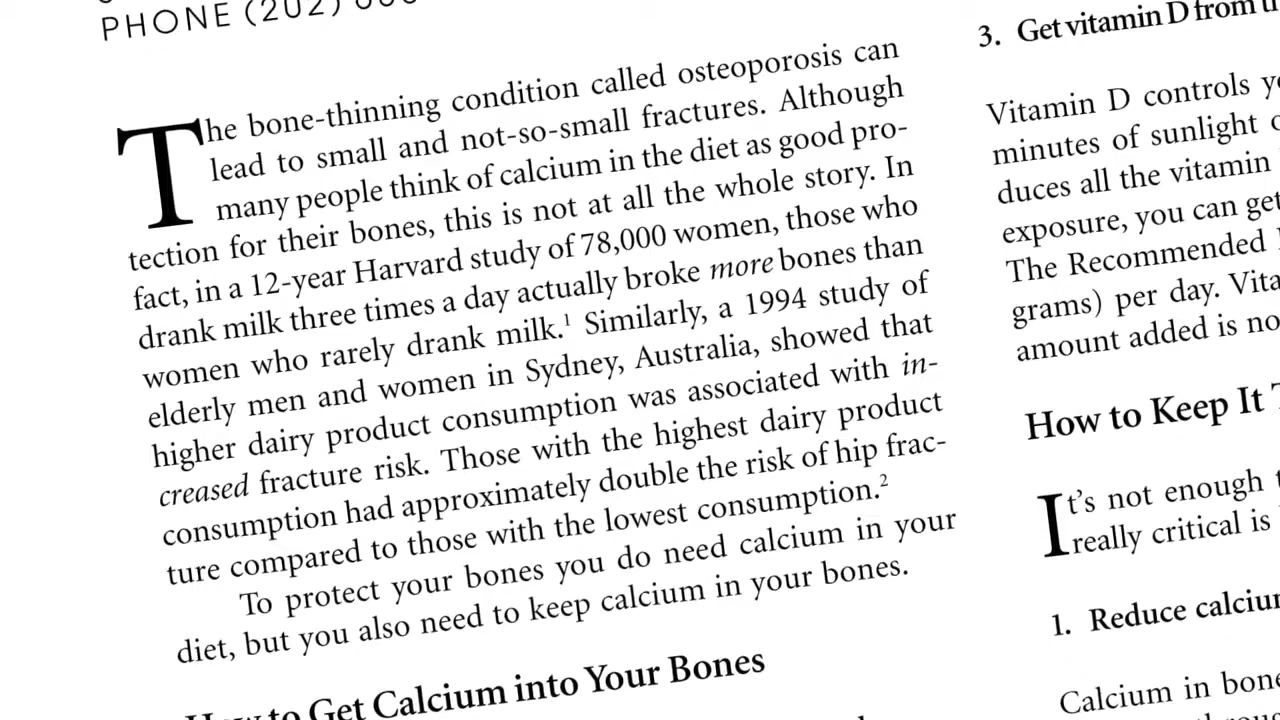 PHONE (202)
The bone-thinning condition called osteoporosis can
lead to small and not-so-small fractures. Although
many people think of calcium in the diet as good pro-
tection for their bones, this is not at all the whole story. In
fact, in a 12-year Harvard study of 78,000 women, those who
drank milk three times a day actually broke more bones than
women who rarely drank milk.¹ Similarly, a 1994 study of
elderly men and women in Sydney, Australia, showed that
higher dairy product consumption was associated with in-
creased fracture risk. Those with the highest dairy product
consumption had approximately double the risk of hip frac-
ture compared to those with the lowest consumption.²
To protect your bones you do need calcium in your
diet, but you also need to keep calcium in your bones.
How to Get Calcium into Your Bones
3. Get vitamin D from
Vitamin D controls
minutes of sunlight
duces all the vitamin
exposure, you can get
The Recommended
grams) per day.
amount added is
How to Keep It
It's not enough
really critical is
1. Reduce
Calcium in